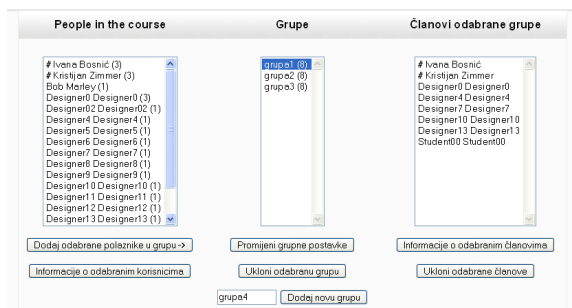 People in the course
Grupe
Članovi odabrane grupe
# Ivana Bosnić (3)
# Kristijan Zimmer (3)
Bob Marley (1)
Designer0 Designer0 (3)
Designer02 Designer02 (1)
Designer4 Designer4 (1)
Designer5 Designer5 (1)
Designer6 Designer6 (1)
Designer7 Designer7 (1)
Designer8 Designer8 (1)
Designer9 Designer9 (1)
Designer10 Designer10 (1)
Designer11 Designer11 (1)
Designer12 Designer12 (1)
Designer13 Designer13 (1)
grupa1 (8)
grupa2 (8)
grupa3 (8)
# Ivana Bosnić
# Kristijan Zimmer
Designer0 Designer0
Designer4 Designer4
Designer7 Designer7
Designer10 Designer10
Designer13 Designer13
Student00 Student00
Dodaj odabrane polaznike u grupu->
Promijeni grupne postavke
Informacije o odabranim članovima
Informacije o odabranim korisnicima
Ukloni odabranu grupu
Ukloni odabrane članove
grupa4
Dodaj novu grupu